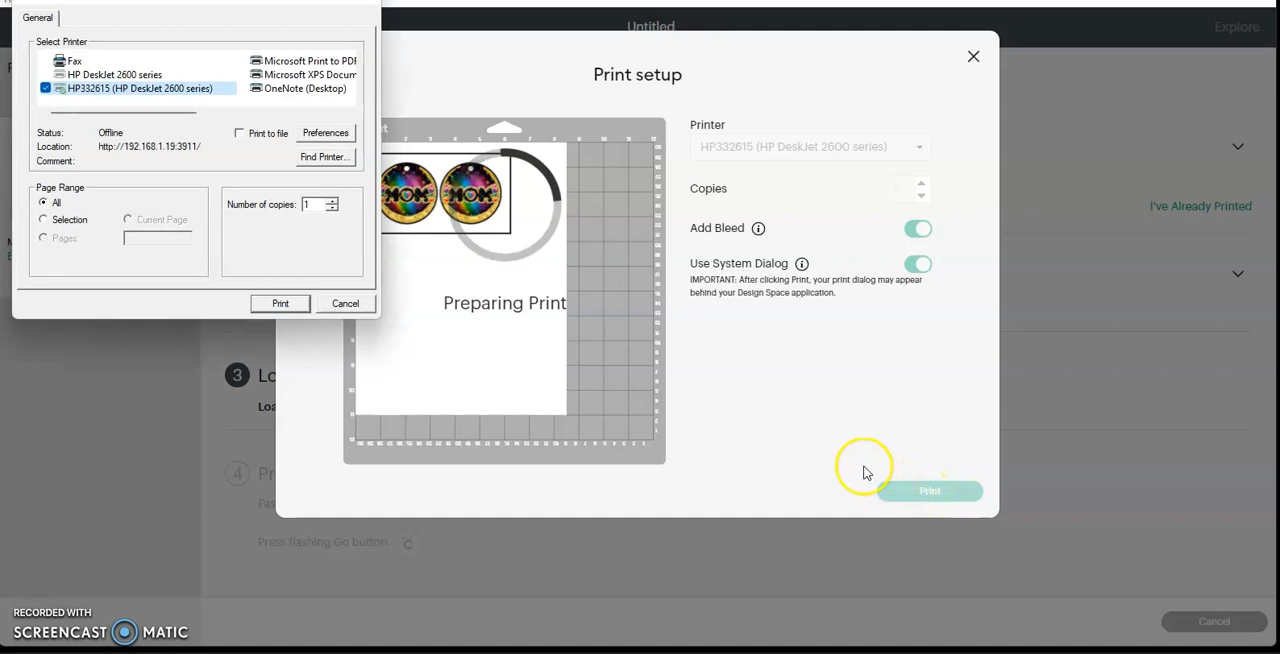 Untitled
Explore
General
Select Printer
Fax
HP DeskJet 2600 series
HP332615 (HP DeskJet 2600 series)
Microsoft Print to PDF
Microsoft XPS Docum
OneNote (Desktop)
Status: Offline
Location: http://192.168.1.19:3911/
Comment:
Print to file
Preferences
Find Printer...
Page Range
All
Selection
Current Page
Pages:
Number of copies: 1
Print
Cancel
Print setup
MOM MOM
Preparing Print
Printer
HP332615 (HP DeskJet 2600 series)
Copies
1
Add Bleed
Use System Dialog
IMPORTANT: After clicking Print, your print dialog may appear
behind your Design Space application.
Print
I've Already Printed
3 Lo
Loa
4 Pr
Fas
Press flashing Go button.
Cancel
RECORDED WITH
SCREENCAST MATIC